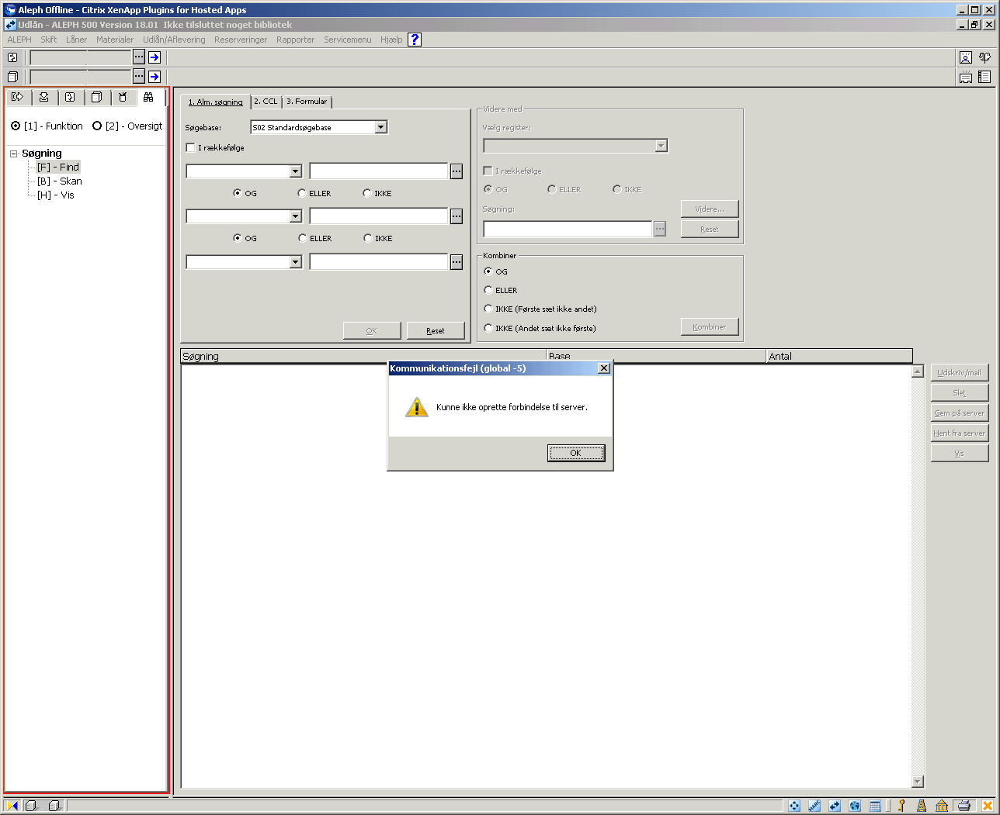 Aleph Offline - Citrix XenApp Plugins for Hosted Apps
Udlån - ALEPH 500 Version 18.01 Ikke tilsluttet noget bibliotek
ALEPH Skift Låner Materialer Udlån/Aflevering Reserveringer Rapporter Servicemenu Hjælp ?
[1] - Funktion [2] - Oversigt
Søgning
[F] - Find
[B] - Skan
[H] - Vis
1. Alm. søgning 2. CCL 3. Formular
Søgebase: S02 Standardsøgebase
I rækkefølge
OG ELLER IKKE
OG ELLER IKKE
OK Reset
Videre med
Vælg register:
I rækkefølge
OG ELLER IKKE
Søgning:
Videre...
Reset
Kombiner
OG
ELLER
IKKE (Første sæt ikke andet)
IKKE (Andet sæt ikke første)
Kombiner
Søgning Base Antal
Kommunikationsfejl (global -5)
Kunne ikke oprette forbindelse til server.
OK
Udskriv/mail
Slet
Gem på server
Hent fra server
Vis